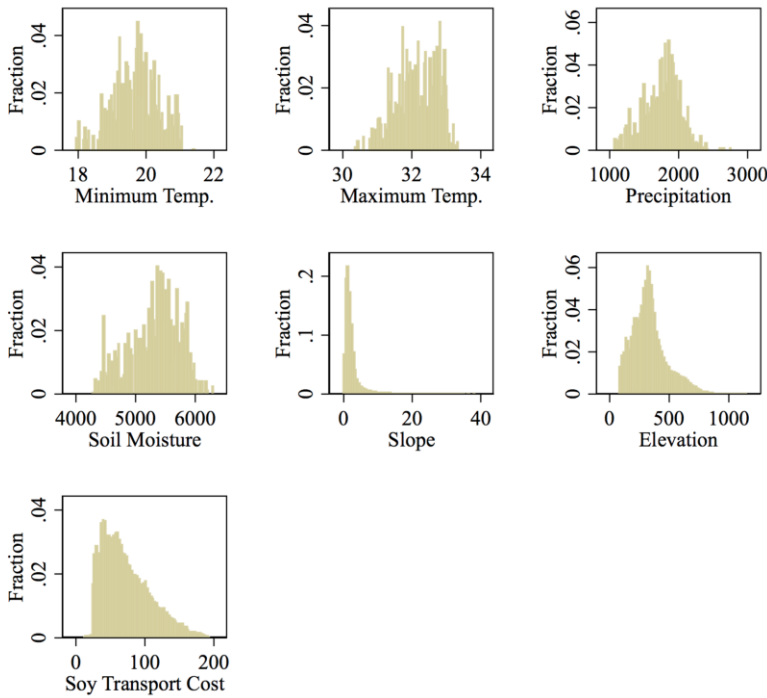 Fraction
0 .02 .04
18 20 22
Minimum Temp.
Fraction
0 .02 .04
30 32 34
Maximum Temp.
Fraction
0 .02 .04 .06
1000 2000 3000
Precipitation
Fraction
0 .02 .04
4000 5000 6000
Soil Moisture
Fraction
0 .1 .2
0 20 40
Slope
Fraction
0 .02 .04 .06
0 500 1000
Elevation
Fraction
0 .02 .04
0 100 200
Soy Transport Cost